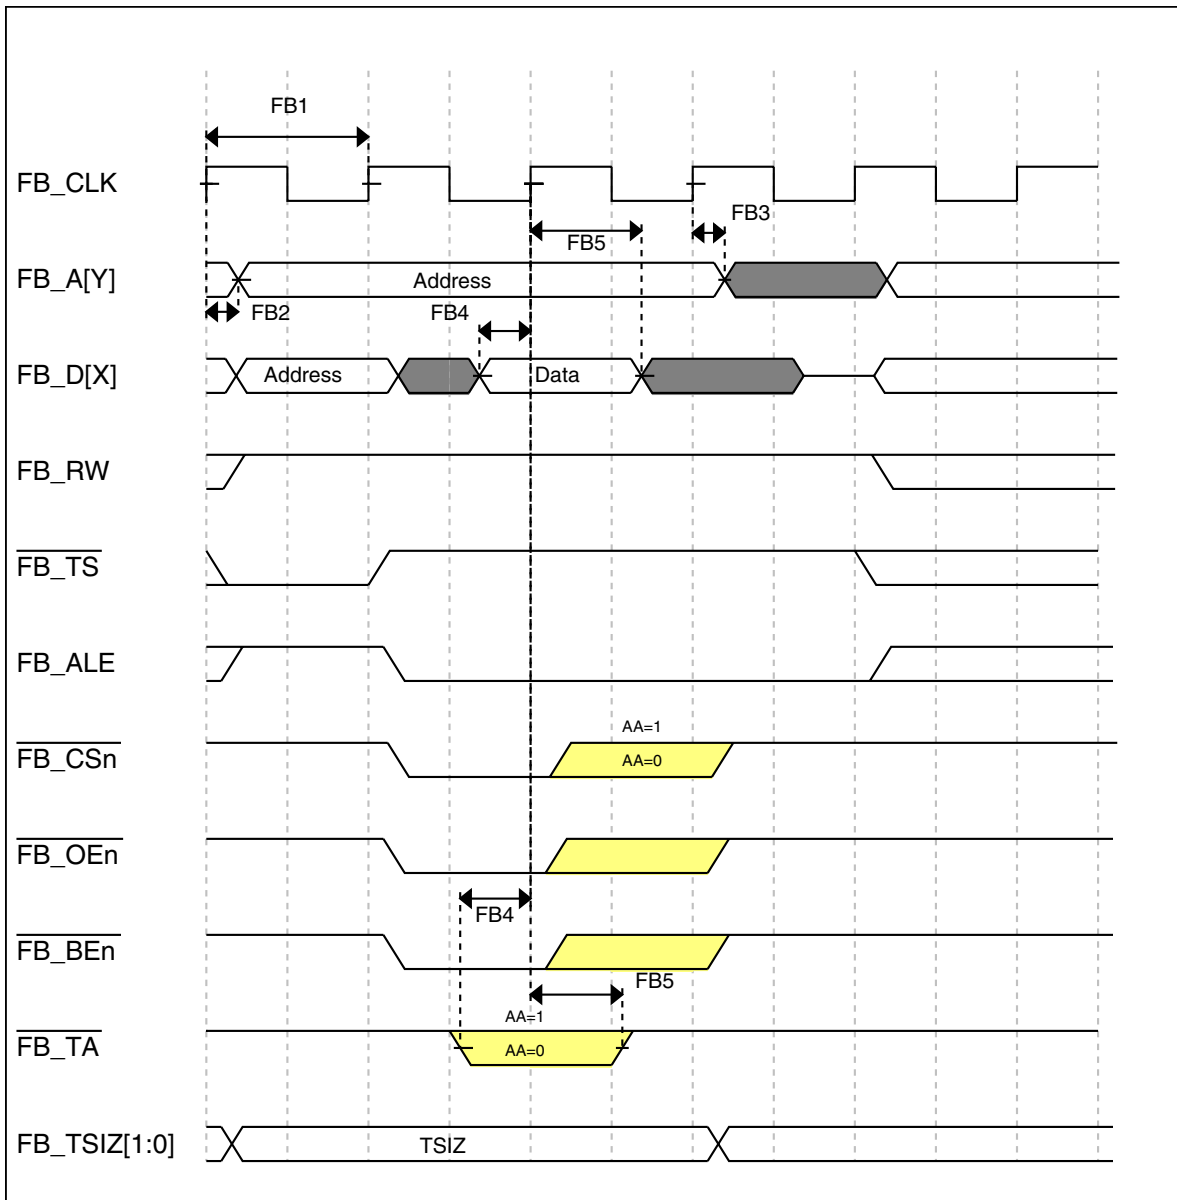 FB1
FB_CLK
FB3
FB5
FB_A[Y]
Address
FB2
FB4
FB_D[X]
Address
Data
FB_RW
FB_TS
FB_ALE
AA=1
FB_CSn
AA=0
FB_OEn
FB4
FB_BEn
FB5
AA=1
FB_TA
AA=0
FB_TSIZ[1:0]
TSIZ